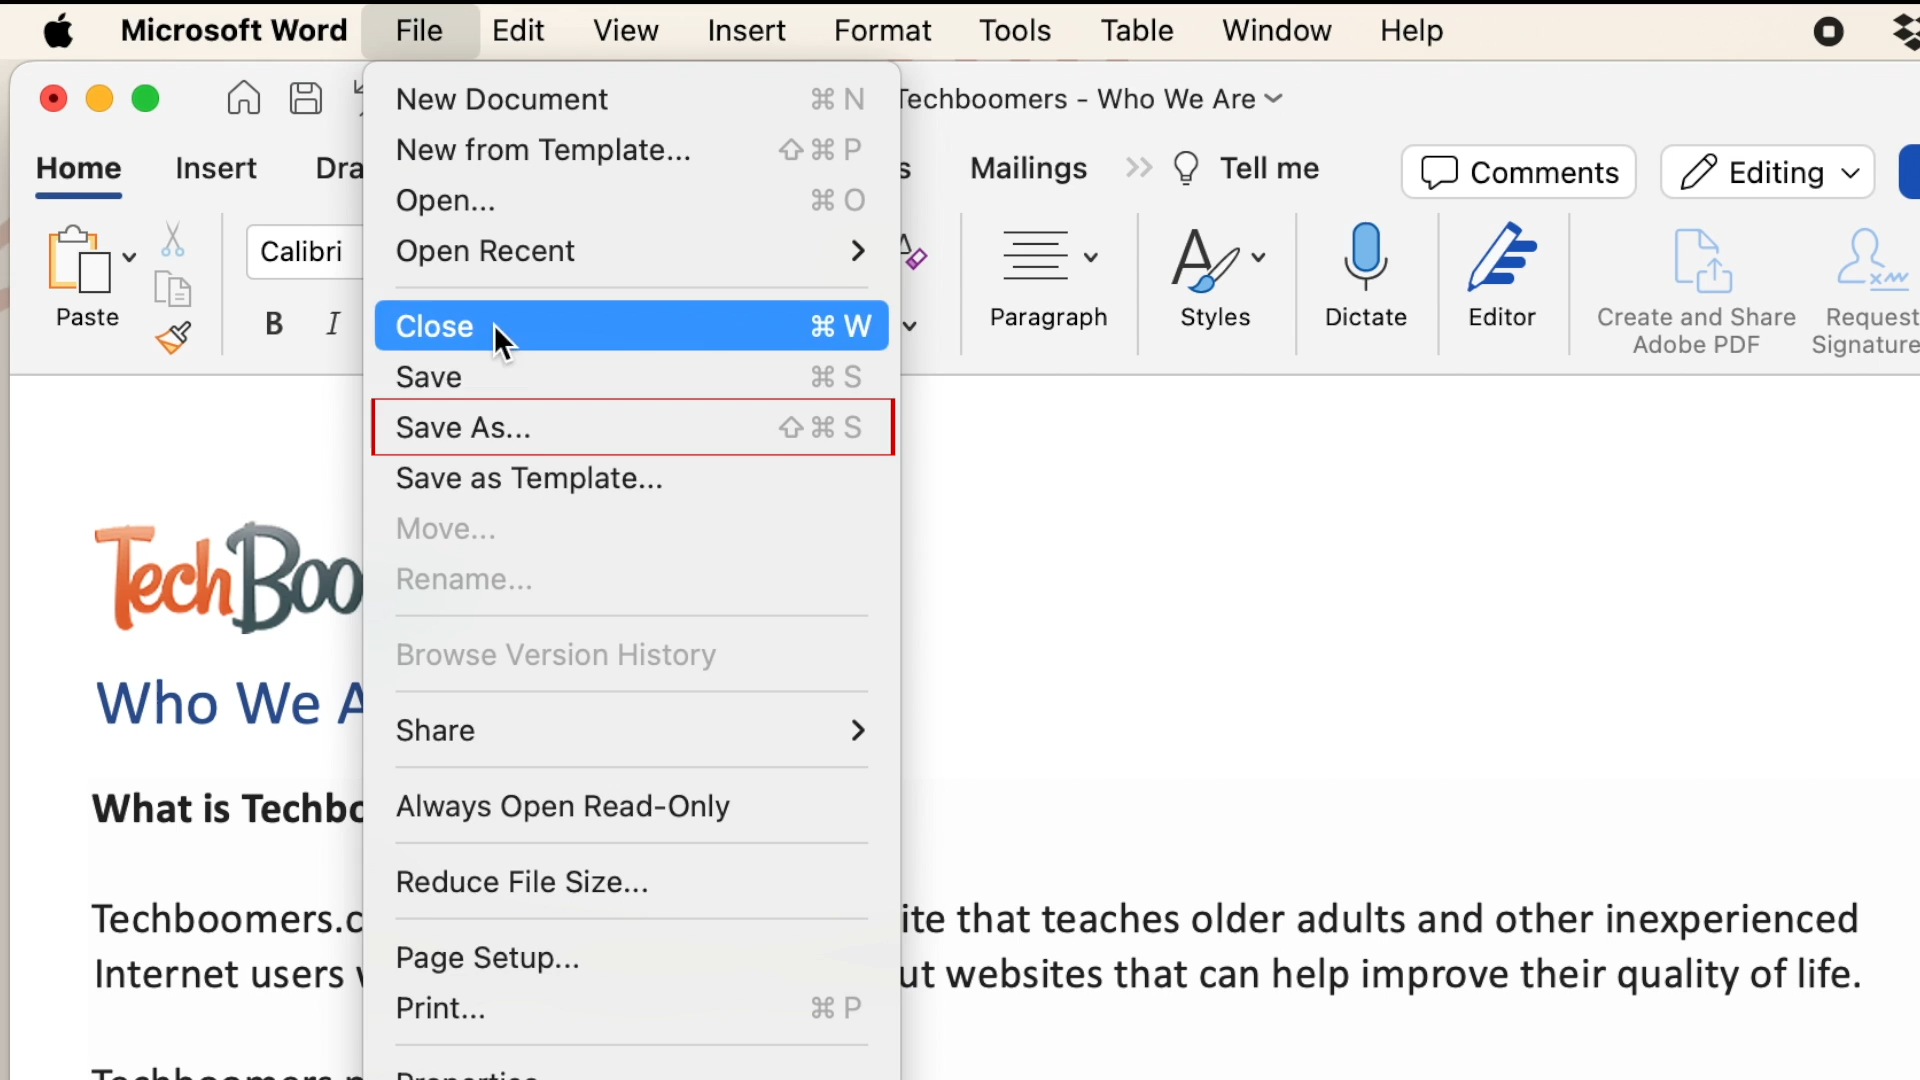 Microsoft Word File Edit View Insert Format Tools Table Window Help
Techboomers - Who We Are
Home Insert Mailings Tell me Comments Editing
Calibri
Paste B I
Paragraph Styles Dictate Editor Create and Share Adobe PDF Request Signature
New Document ⌘ N
New from Template... ⇧ ⌘ P
Open... ⌘ O
Open Recent
Close ⌘ W
Save ⌘ S
Save As... ⇧ ⌘ S
Save as Template...
Move...
Rename...
Browse Version History
Share
Always Open Read-Only
Reduce File Size...
Page Setup...
Print... ⌘ P
TechBoo
Who We A
What is Techbo
Techboomers.c ite that teaches older adults and other inexperienced
Internet users ut websites that can help improve their quality of life.